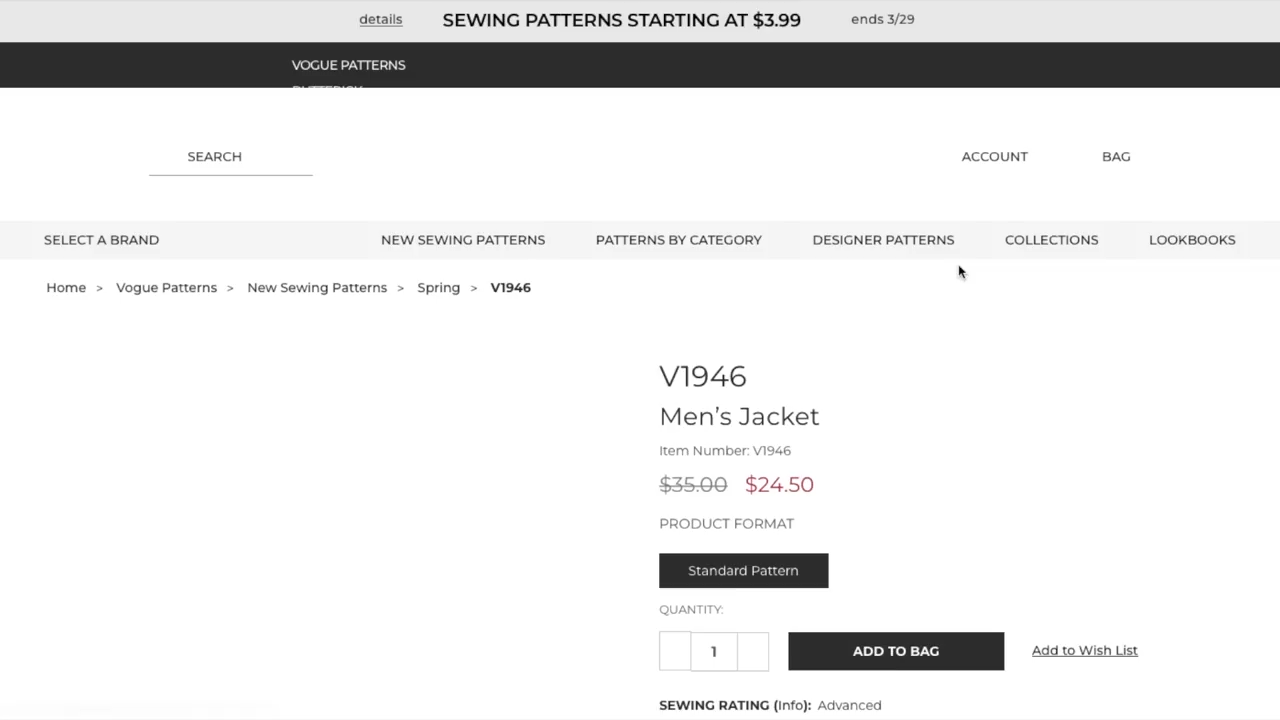 details SEWING PATTERNS STARTING AT $3.99 ends 3/29
VOGUE PATTERNS
SEARCH ACCOUNT BAG
SELECT A BRAND NEW SEWING PATTERNS PATTERNS BY CATEGORY DESIGNER PATTERNS COLLECTIONS LOOKBOOKS
Home > Vogue Patterns > New Sewing Patterns > Spring > V1946
V1946
Men’s Jacket
Item Number: V1946
$35.00 $24.50
PRODUCT FORMAT
Standard Pattern
QUANTITY:
1 ADD TO BAG Add to Wish List
SEWING RATING (Info): Advanced